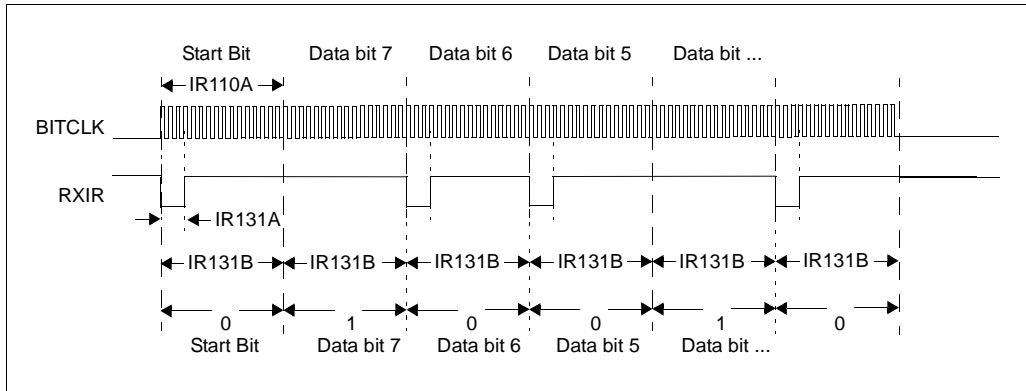 Start Bit Data bit 7 Data bit 6 Data bit 5 Data bit ...
IR110A
BITCLK
RXIR
IR131A
IR131B IR131B IR131B IR131B IR131B IR131B
0 1 0 0 1 0
Start Bit Data bit 7 Data bit 6 Data bit 5 Data bit ...